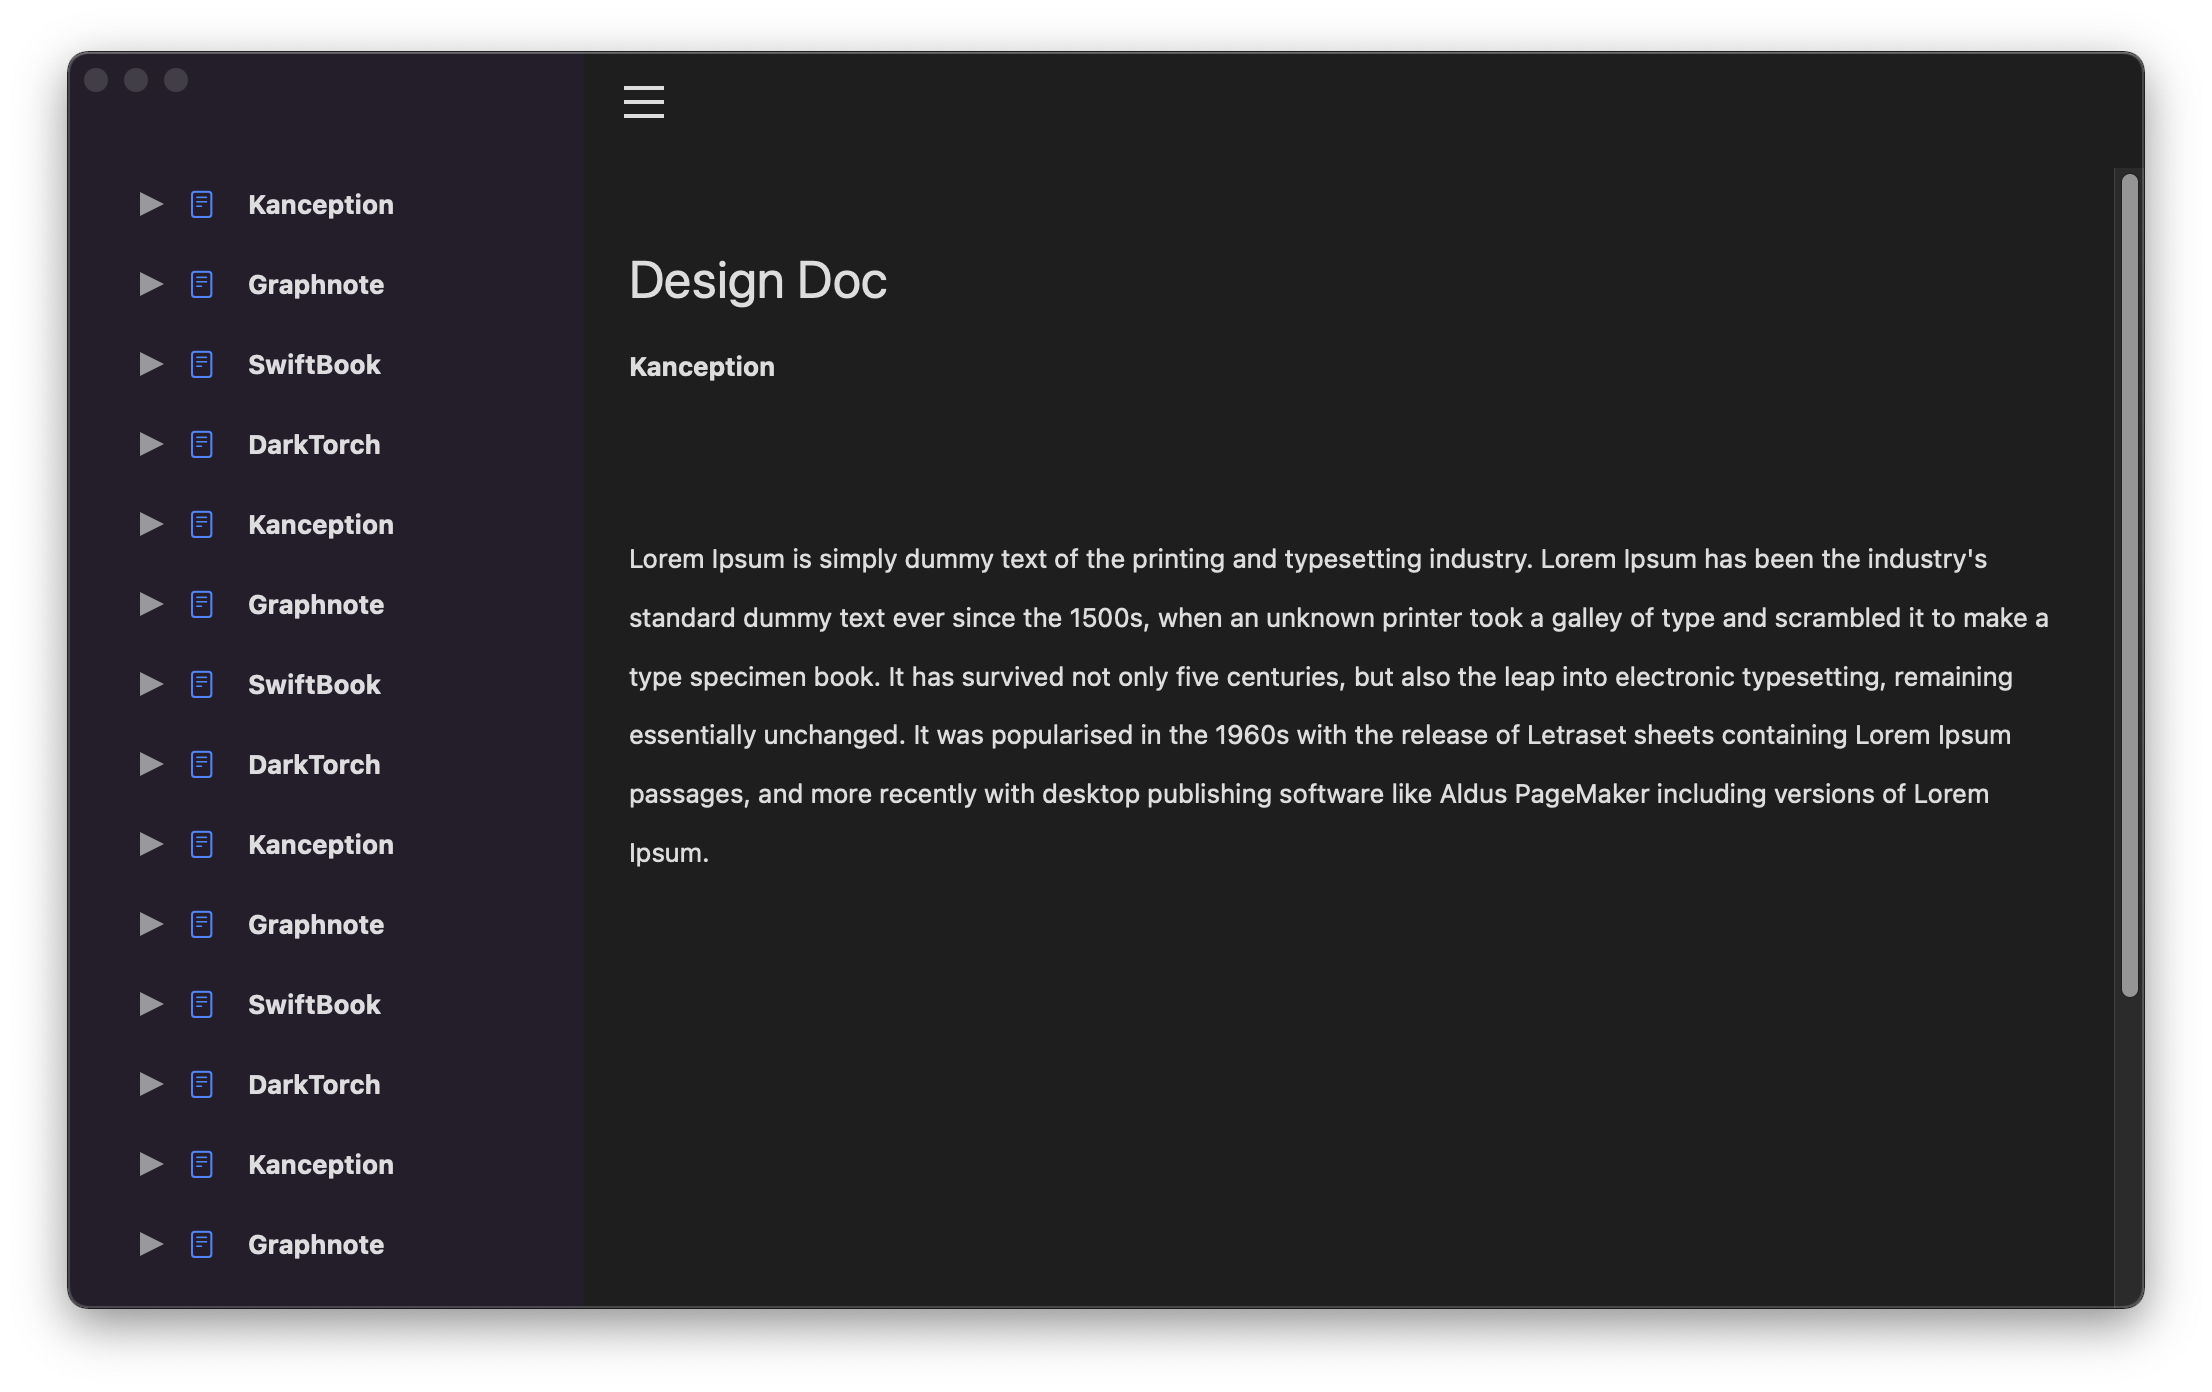 Kanception
Graphnote
SwiftBook
DarkTorch
Kanception
Graphnote
SwiftBook
DarkTorch
Kanception
Graphnote
SwiftBook
DarkTorch
Kanception
Graphnote
Design Doc
Kanception
Lorem Ipsum is simply dummy text of the printing and typesetting industry. Lorem Ipsum has been the industry's
standard dummy text ever since the 1500s, when an unknown printer took a galley of type and scrambled it to make a
type specimen book. It has survived not only five centuries, but also the leap into electronic typesetting, remaining
essentially unchanged. It was popularised in the 1960s with the release of Letraset sheets containing Lorem Ipsum
passages, and more recently with desktop publishing software like Aldus PageMaker including versions of Lorem
Ipsum.